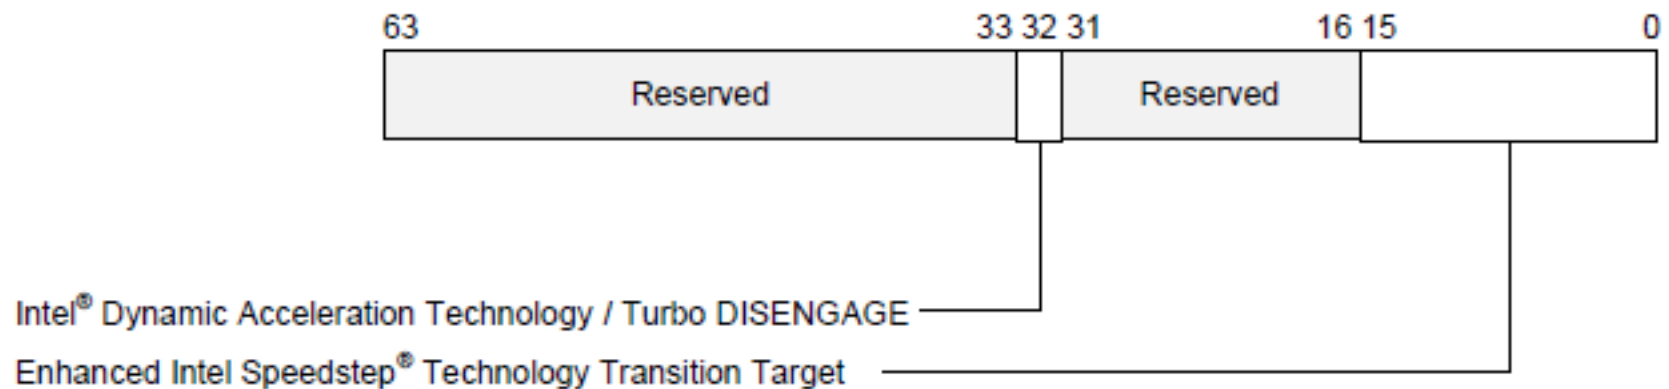 63 33 32 31 16 15 0
Reserved Reserved
Intel® Dynamic Acceleration Technology / Turbo DISENGAGE
Enhanced Intel Speedstep® Technology Transition Target